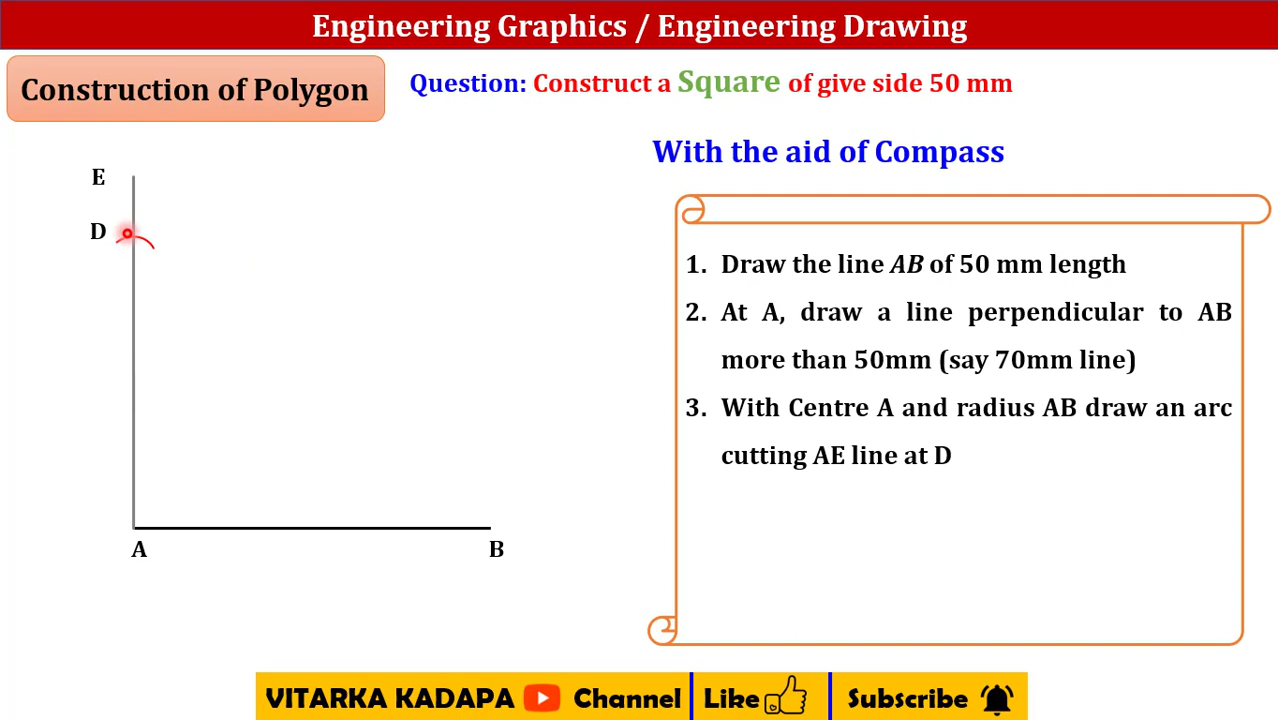 Engineering Graphics / Engineering Drawing
Construction of Polygon
Question: Construct a Square of give side 50 mm
With the aid of Compass
E
D
A
B
1. Draw the line AB of 50 mm length
2. At A, draw a line perpendicular to AB
more than 50mm (say 70mm line)
3. With Centre A and radius AB draw an arc
cutting AE line at D
VITARKA KADAPA Channel Like Subscribe